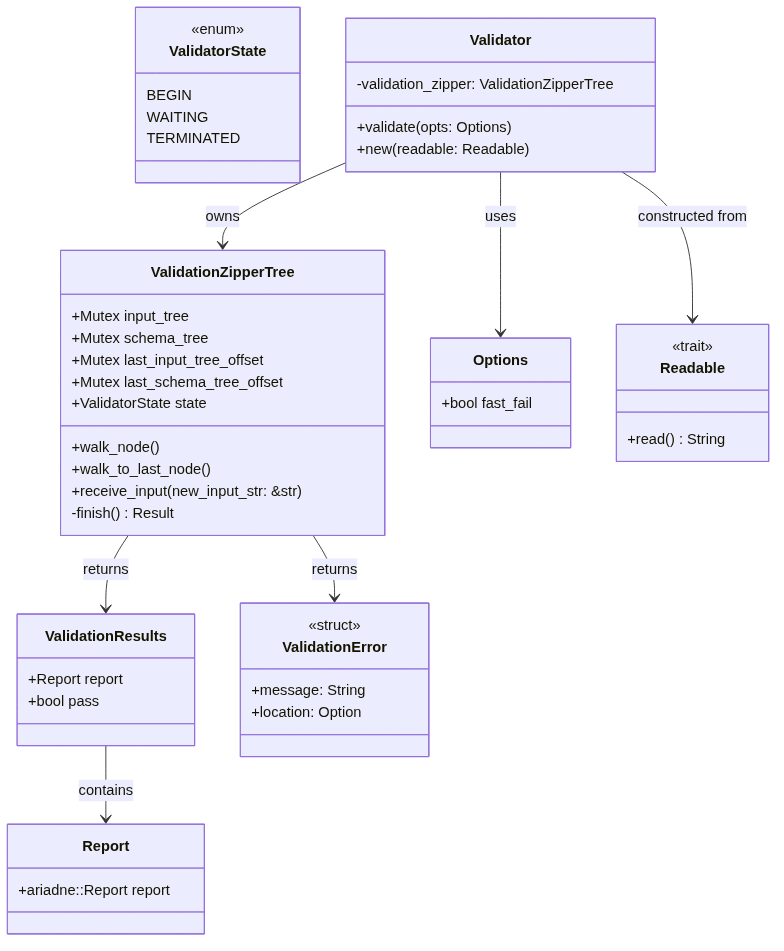 «enum»
ValidatorState
BEGIN
WAITING
TERMINATED
Validator
-validation_zipper: ValidationZipperTree
+validate(opts: Options)
+new(readable: Readable)
owns
uses
constructed from
ValidationZipperTree
+Mutex input_tree
+Mutex schema_tree
+Mutex last_input_tree_offset
+Mutex last_schema_tree_offset
+ValidatorState state
+walk_node()
+walk_to_last_node()
+receive_input(new_input_str: &str)
-finish() : Result
Options
+bool fast_fail
«trait»
Readable
+read() : String
returns
returns
ValidationResults
+Report report
+bool pass
«struct»
ValidationError
+message: String
+location: Option
contains
Report
+ariadne::Report report